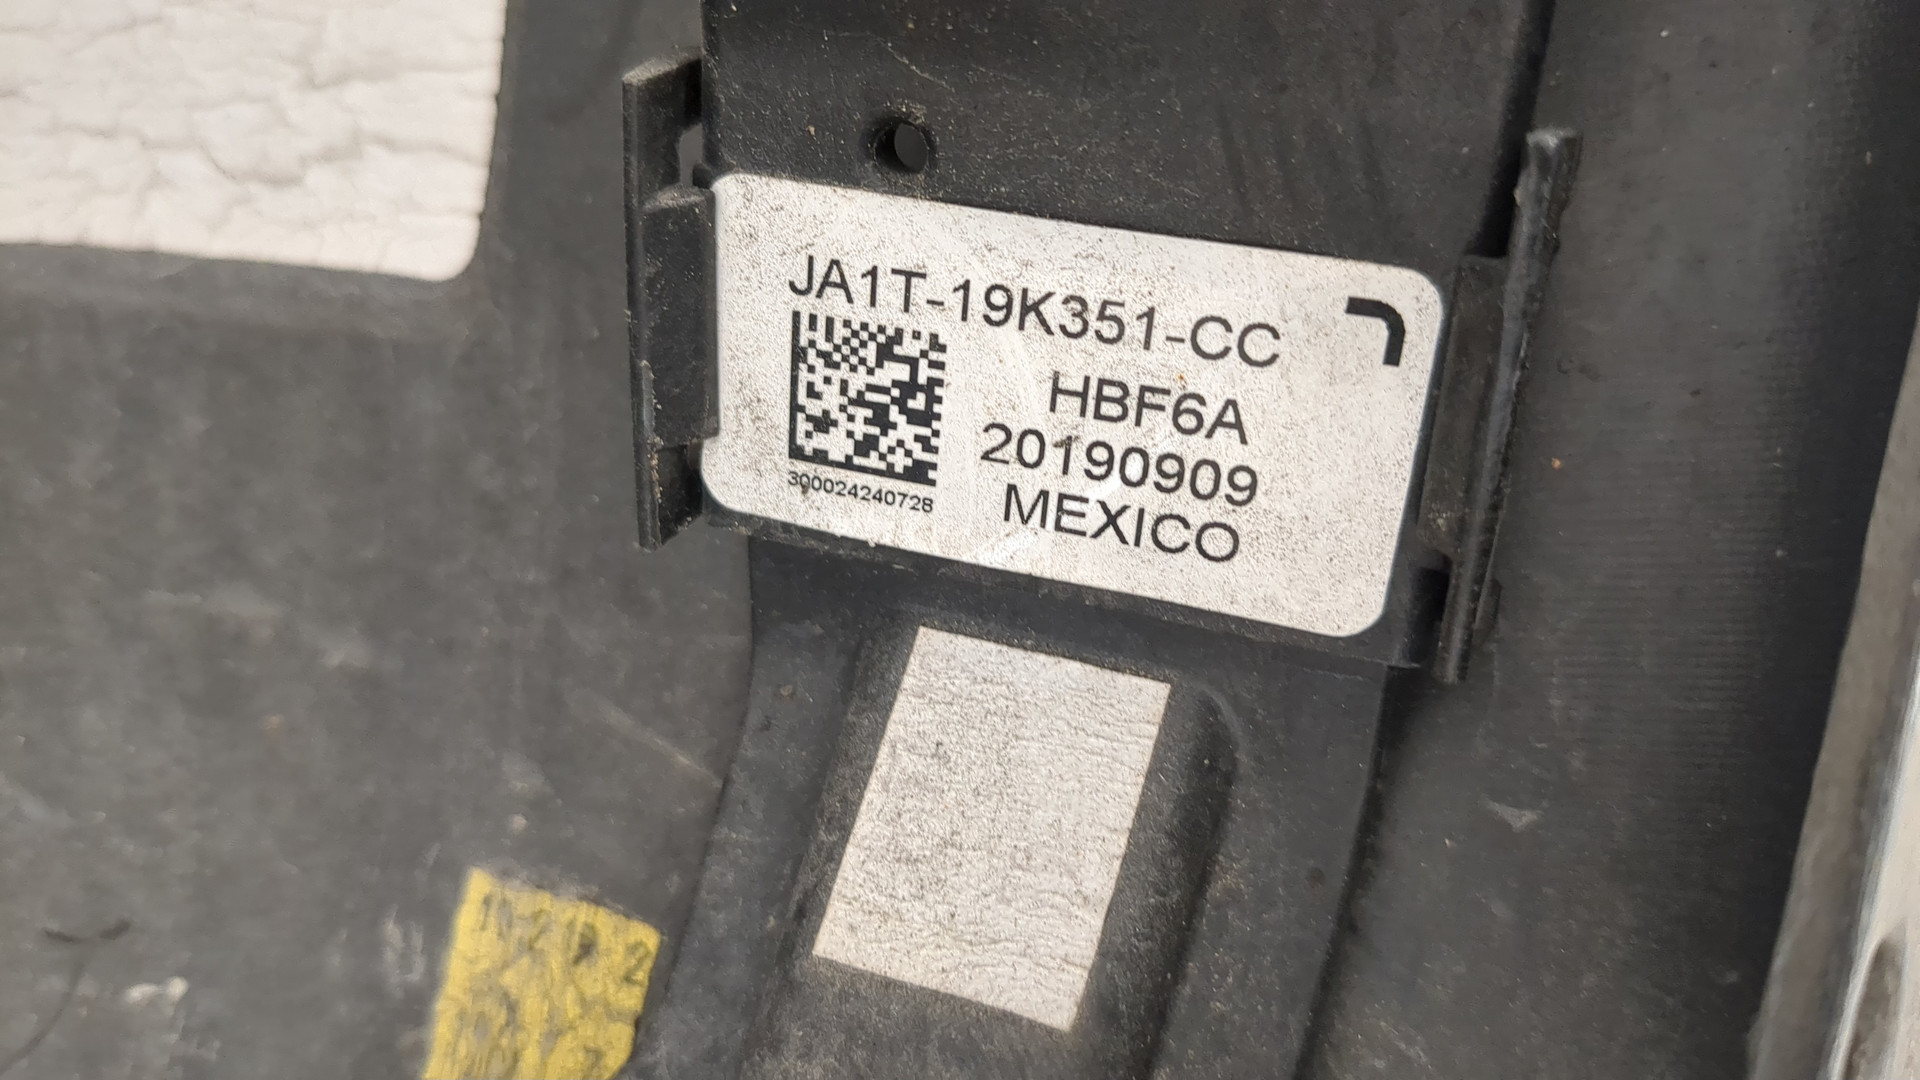 JA1T-19K351-CC
HBF6A
20190909
MEXICO
300024240728